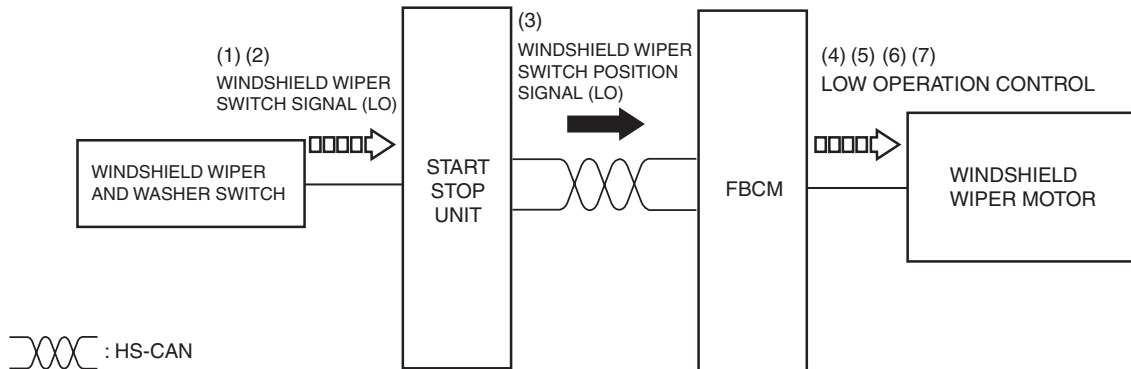 (1) (2)
WINDSHIELD WIPER
SWITCH SIGNAL (LO)
WINDSHIELD WIPER
AND WASHER SWITCH
START
STOP
UNIT
(3)
WINDSHIELD WIPER
SWITCH POSITION
SIGNAL (LO)
FBCM
(4) (5) (6) (7)
LOW OPERATION CONTROL
WINDSHIELD
WIPER MOTOR
: HS-CAN